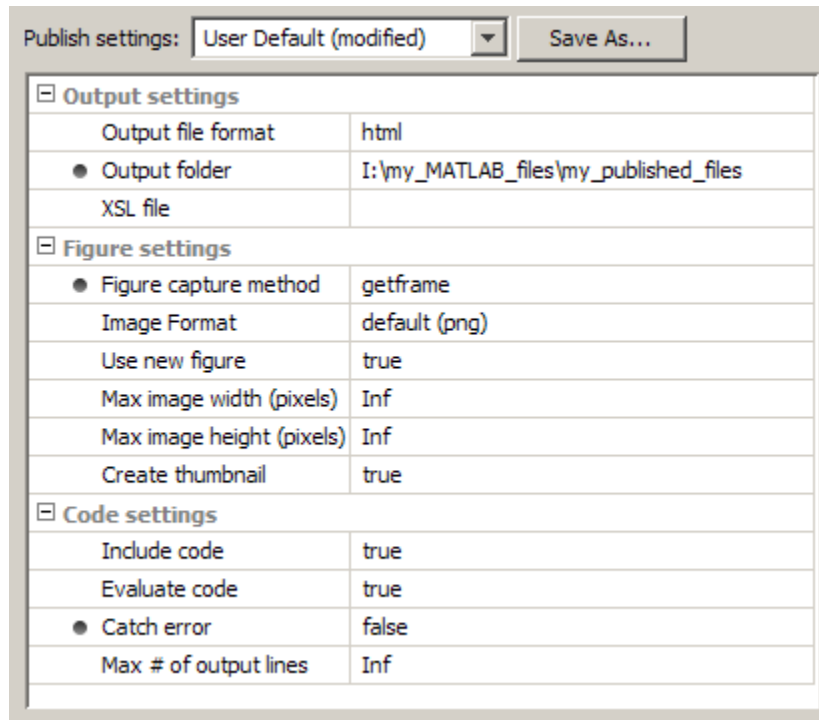 Publish settings: User Default (modified) Save As...
Output settings
Output file format html
Output folder I:\my_MATLAB_files\my_published_files
XSL file
Figure settings
Figure capture method getframe
Image Format default (png)
Use new figure true
Max image width (pixels) Inf
Max image height (pixels) Inf
Create thumbnail true
Code settings
Include code true
Evaluate code true
Catch error false
Max # of output lines Inf